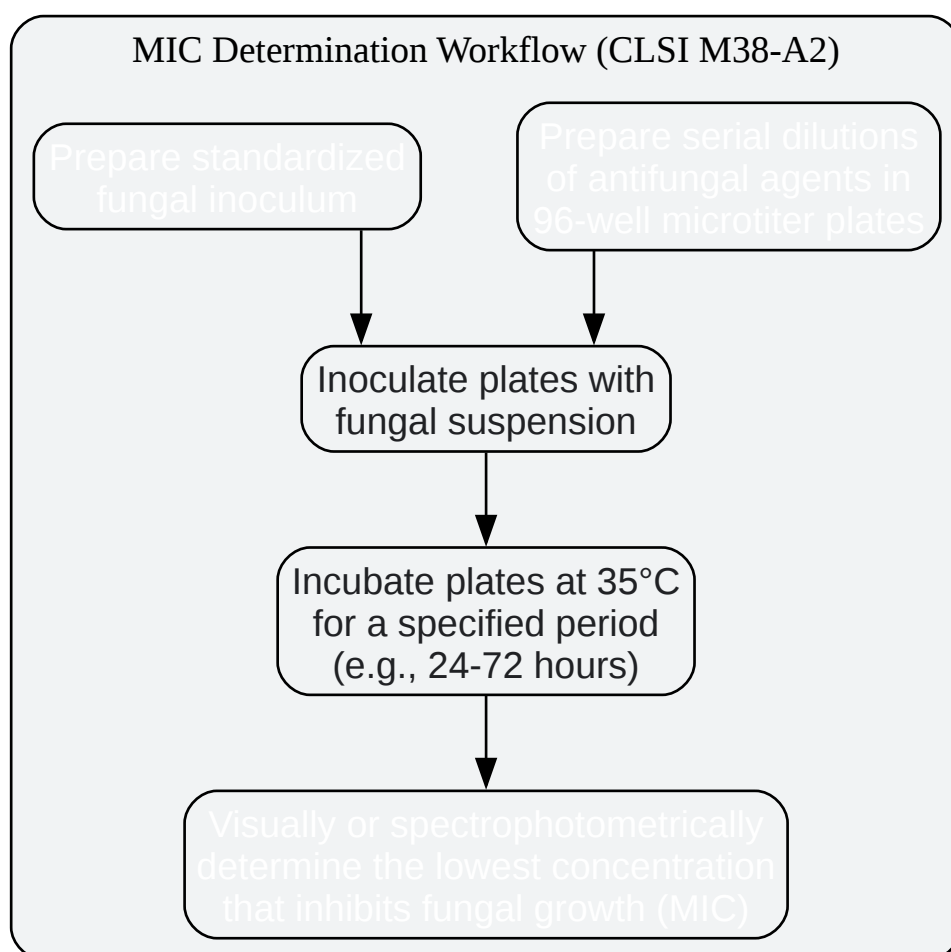 MIC Determination Workflow (CLSI M38-A2)
Prepare standardized
fungal inoculum
Prepare serial dilutions
of antifungal agents in
96-well microtiter plates
Inoculate plates with
fungal suspension
Incubate plates at 35°C
for a specified period
(e.g., 24-72 hours)
Visually or spectrophotometrically
determine the lowest concentration
that inhibits fungal growth (MIC)